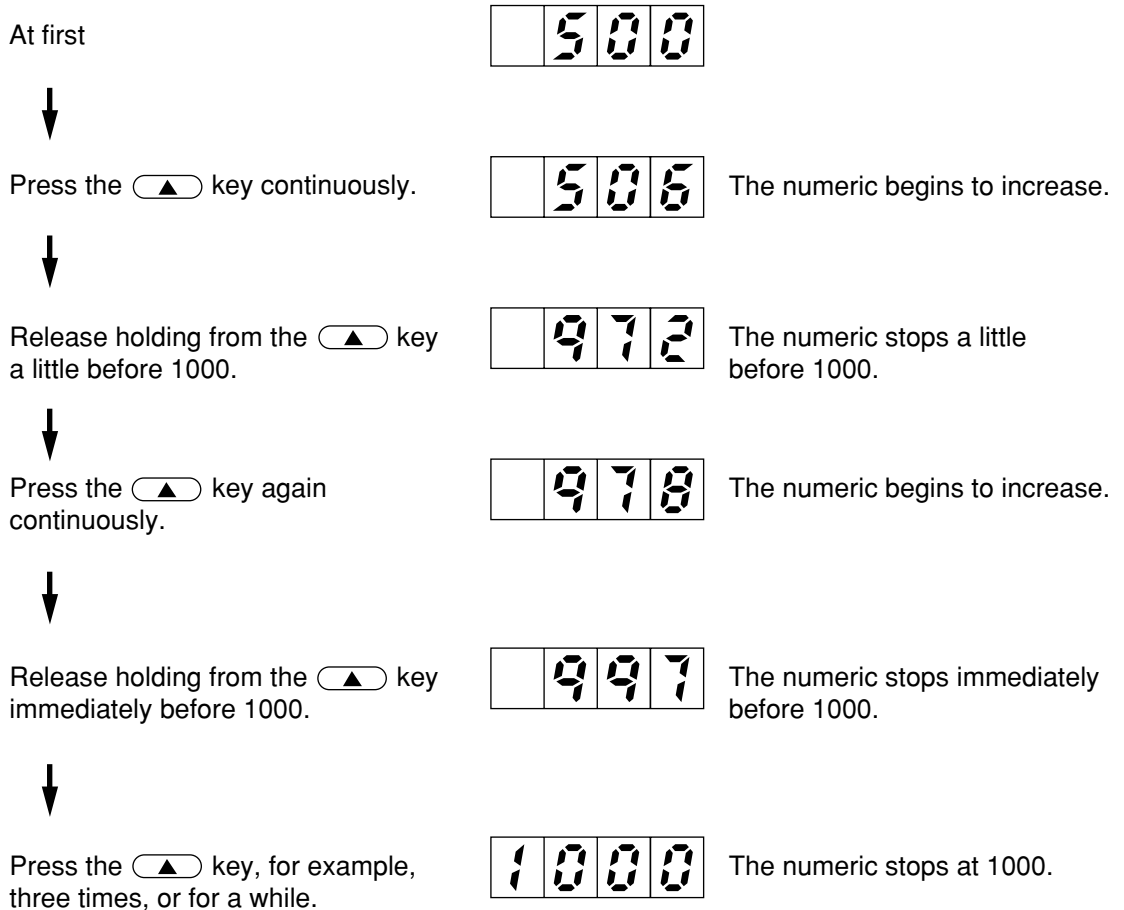 At first
500
Press the ▲ key continuously.
506
The numeric begins to increase.
Release holding from the ▲ key
a little before 1000.
972
The numeric stops a little
before 1000.
Press the ▲ key again
continuously.
978
The numeric begins to increase.
Release holding from the ▲ key
immediately before 1000.
997
The numeric stops immediately
before 1000.
Press the ▲ key, for example,
three times, or for a while.
1000
The numeric stops at 1000.